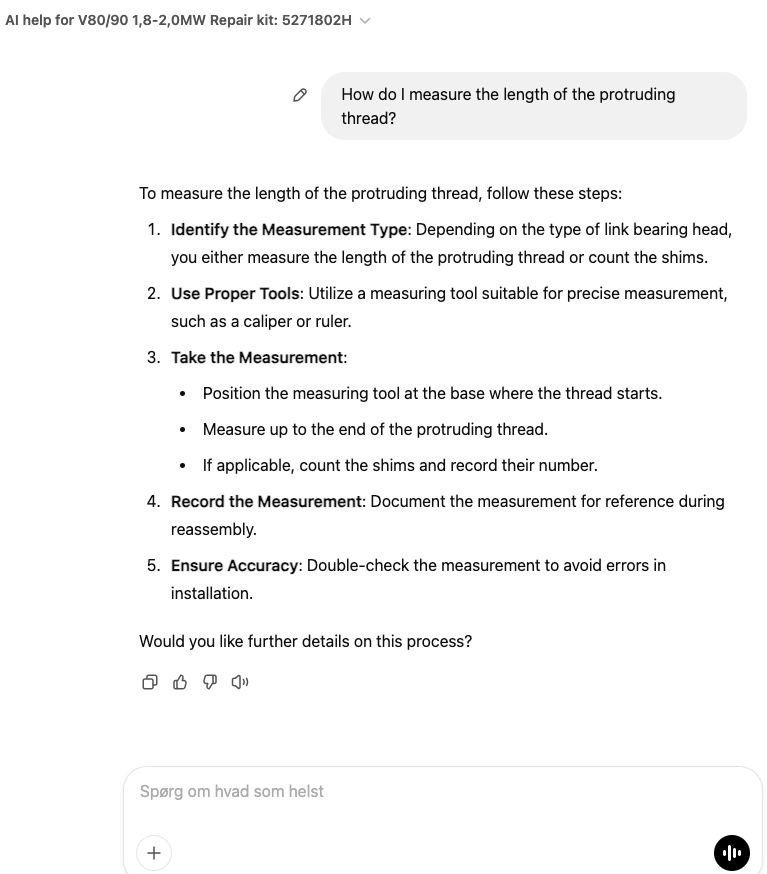 AI help for V80/90 1,8-2,0MW Repair kit: 5271802H
How do I measure the length of the protruding
thread?
To measure the length of the protruding thread, follow these steps:
1. Identify the Measurement Type: Depending on the type of link bearing head,
you either measure the length of the protruding thread or count the shims.
2. Use Proper Tools: Utilize a measuring tool suitable for precise measurement,
such as a caliper or ruler.
3. Take the Measurement:
• Position the measuring tool at the base where the thread starts.
• Measure up to the end of the protruding thread.
• If applicable, count the shims and record their number.
4. Record the Measurement: Document the measurement for reference during
reassembly.
5. Ensure Accuracy: Double-check the measurement to avoid errors in
installation.
Would you like further details on this process?
Spørg om hvad som helst